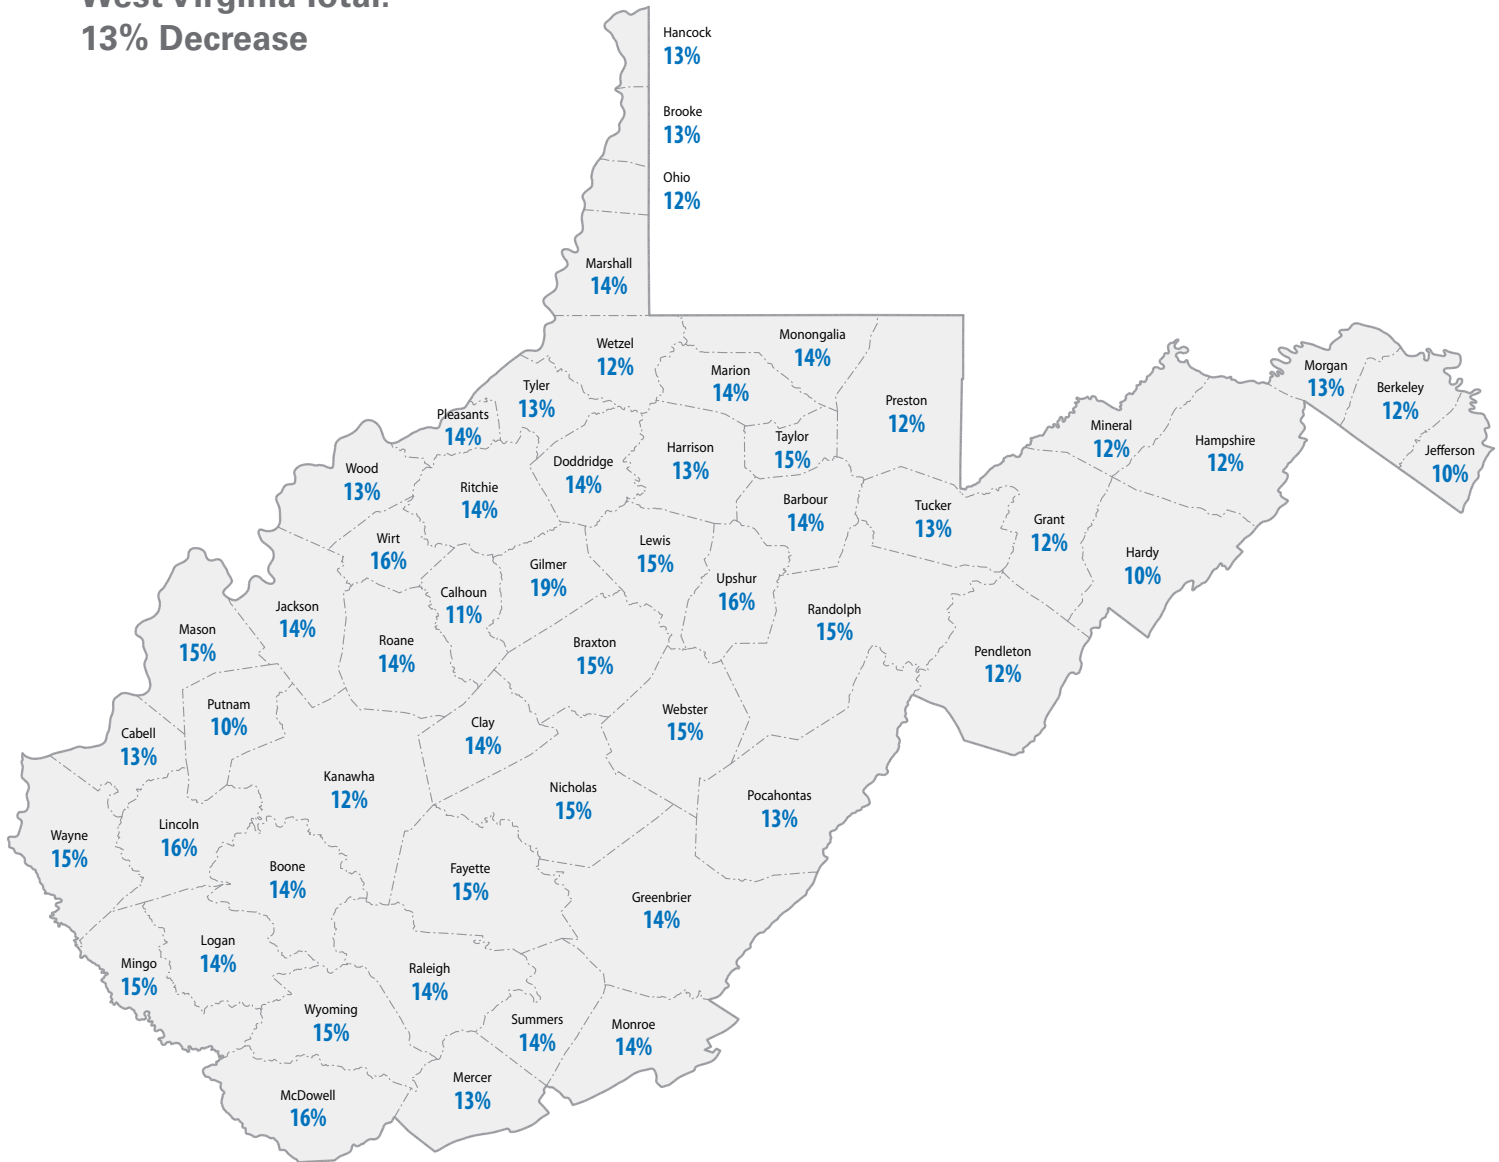 West Virginia Total:
13% Decrease
Hancock
13%
Brooke
13%
Ohio
12%
Marshall
14%
Wetzel
12%
Monongalia
14%
Marion
14%
Tyler
13%
Pleasants
14%
Preston
12%
Morgan
13%
Berkeley
12%
Jefferson
10%
Mineral
12%
Hampshire
12%
Taylor
15%
Harrison
13%
Doddridge
14%
Wood
13%
Ritchie
14%
Barbour
14%
Tucker
13%
Grant
12%
Hardy
10%
Wirt
16%
Lewis
15%
Gilmer
19%
Upshur
16%
Calhoun
11%
Jackson
14%
Randolph
15%
Mason
15%
Roane
14%
Braxton
15%
Pendleton
12%
Putnam
10%
Webster
15%
Clay
14%
Cabell
13%
Kanawha
12%
Nicholas
15%
Pocahontas
13%
Lincoln
16%
Wayne
15%
Boone
14%
Fayette
15%
Greenbrier
14%
Logan
14%
Mingo
15%
Raleigh
14%
Wyoming
15%
Summers
14%
Monroe
14%
Mercer
13%
McDowell
16%